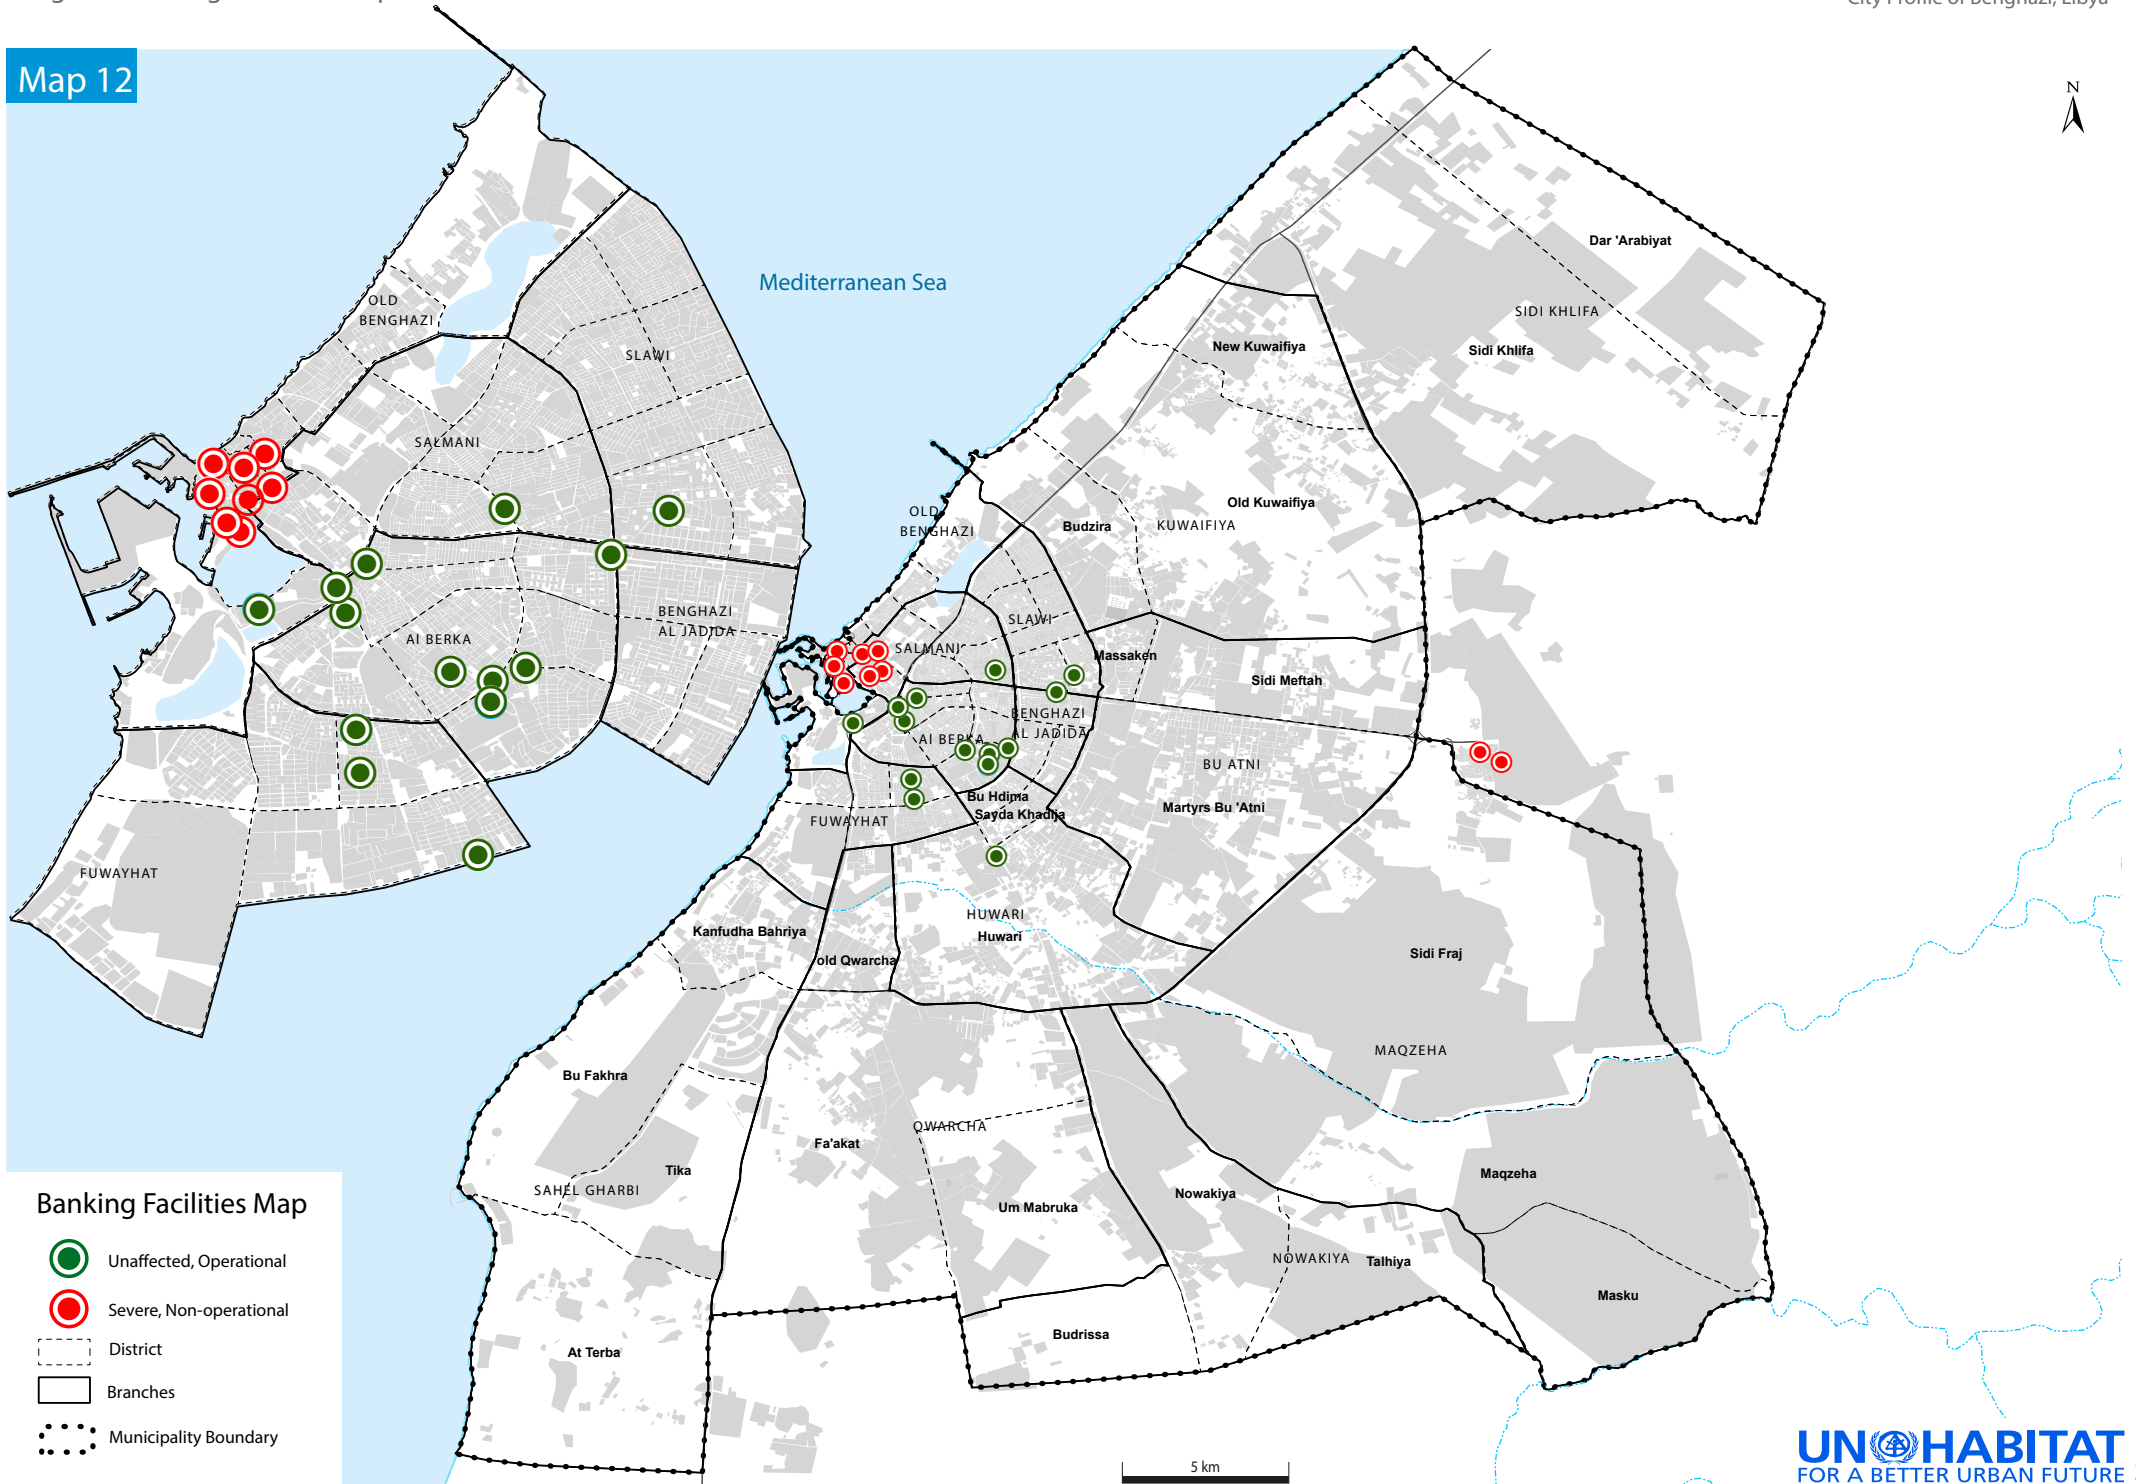 City Profile of Benghazi, Libya
Map 12
N
Mediterranean Sea
OLD
BENGHAZI
SLAWI
SALMANI
AI BERKA
BENGHAZI
AL JADIDA
FUWAYHAT
Dar 'Arabiyat
SIDI KHLIFA
Sidi Khlifa
New Kuwaifiya
Old Kuwaifiya
KUWAIFIYA
Budzira
OLD
BENGHAZI
SLAWI
SALMANI
Massaken
Sidi Meftah
BENGHAZI
AL JADIDA
AI BERKA
BU ATNI
Martyrs Bu 'Atni
Bu Hdima
Sayda Khadija
FUWAYHAT
HUWARI
Huwari
Kanfudha Bahriya
old Qwarcha
Sidi Fraj
MAQZEHA
Bu Fakhra
QWARCHA
Fa'akat
Tika
SAHEL GHARBI
Um Mabruka
Nowakiya
Maqzeha
NOWAKIYA
Talhiya
Masku
Budrissa
At Terba
Banking Facilities Map
Unaffected, Operational
Severe, Non-operational
District
Branches
Municipality Boundary
5 km
UN HABITAT
FOR A BETTER URBAN FUTURE